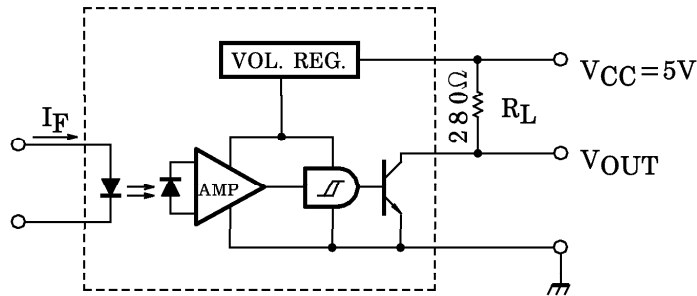 VOL. REG.
VCC=5V
280Ω
RL
IF
AMP
VOUT